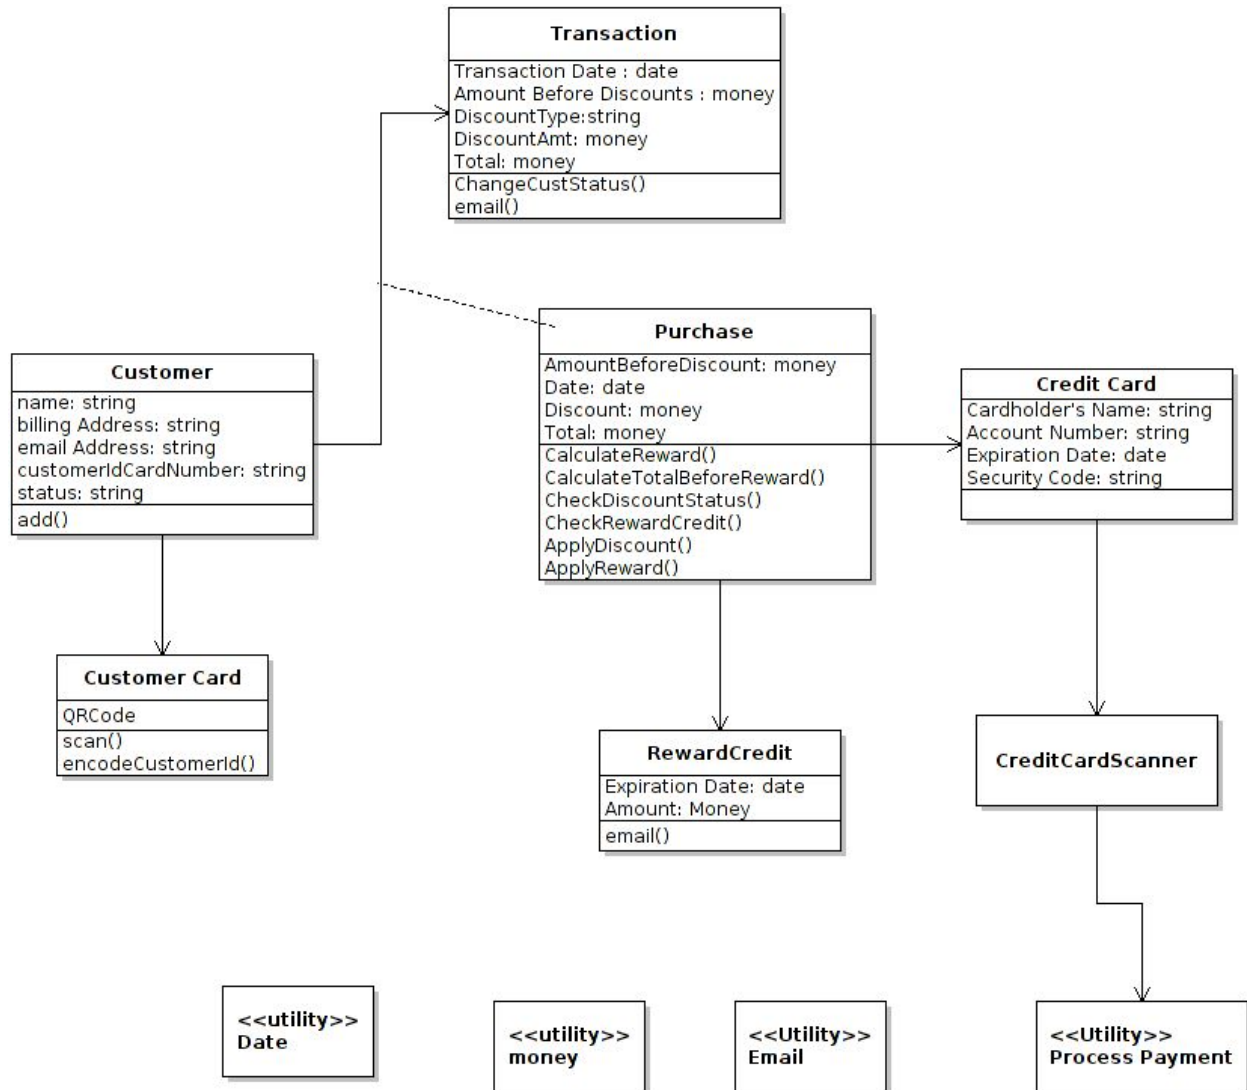 Transaction
Transaction Date : date
Amount Before Discounts : money
DiscountType:string
DiscountAmt: money
Total: money
ChangeCustStatus()
email()
Purchase
AmountBeforeDiscount: money
Date: date
Discount: money
Total: money
CalculateReward()
CalculateTotalBeforeReward()
CheckDiscountStatus()
CheckRewardCredit()
ApplyDiscount()
ApplyReward()
Customer
name: string
billing Address: string
email Address: string
customerIdCardNumber: string
status: string
add()
Credit Card
Cardholder's Name: string
Account Number: string
Expiration Date: date
Security Code: string
Customer Card
QRCode
scan()
encodeCustomerId()
RewardCredit
Expiration Date: date
Amount: Money
email()
CreditCardScanner
<<utility>>
Date
<<utility>>
money
<<Utility>>
Email
<<Utility>>
Process Payment